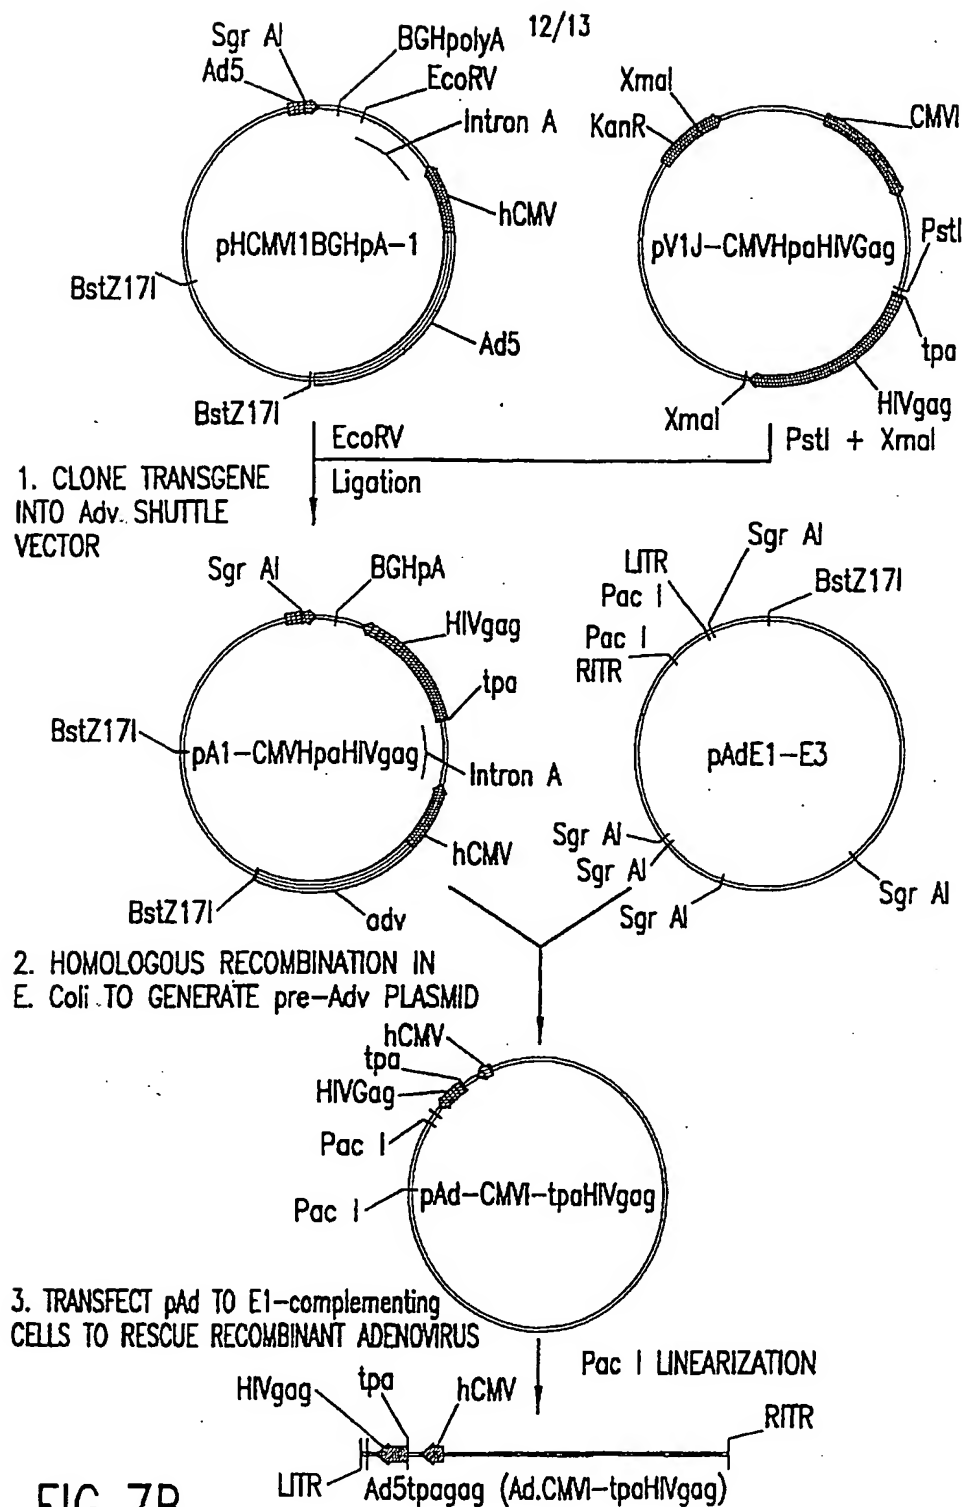 12/13
Sgr AI
Ad5
BGHpolyA
EcoRV
Intron A
hCMV
pHCMVI1BGHpA-1
BstZ17I
Ad5
BstZ17I
XmaI
KanR
CMVI
pV1J-CMVHpaHIVGag
PstI
tpa
HIVgag
XmaI
EcoRV
Ligation
PstI + XmaI
1. CLONE TRANSGENE
INTO Adv. SHUTTLE
VECTOR
Sgr AI
BGHpA
HIVgag
tpa
BstZ17I
pA1-CMVHpaHIVgag
Intron A
hCMV
BstZ17I
adv
Sgr AI
LITR
Pac I
BstZ17I
Pac I
RITR
pAdE1-E3
Sgr AI
Sgr AI
Sgr AI
Sgr AI
2. HOMOLOGOUS RECOMBINATION IN
E. Coli TO GENERATE pre-Adv PLASMID
hCMV
tpa
HIVGag
Pac I
Pac I
pAd-CMVI-tpaHIVgag
3. TRANSFECT pAd TO E1-complementing
CELLS TO RESCUE RECOMBINANT ADENOVIRUS
Pac I LINEARIZATION
HIVgag
tpa
hCMV
RITR
LITR
Ad5tpagag (Ad.CMVI-tpaHIVgag)
FIG. 7B